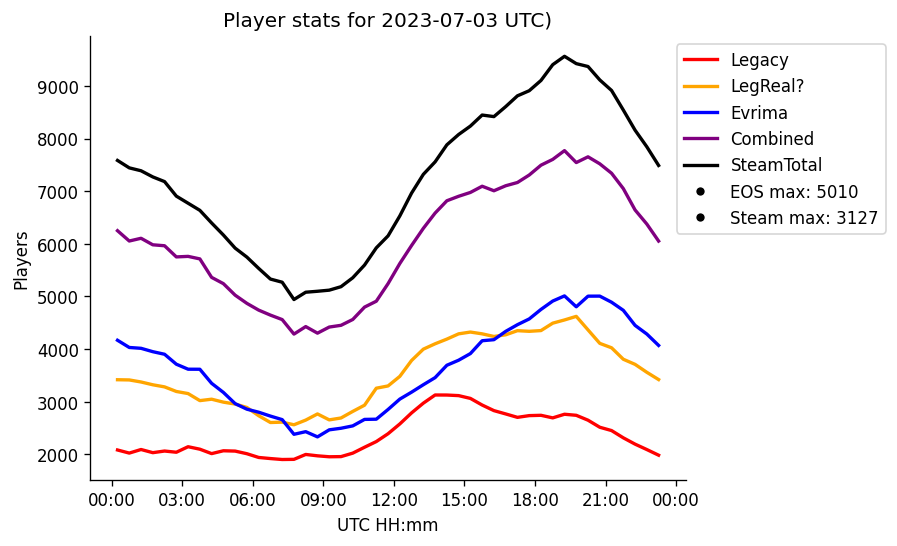 Player stats for 2023-07-03 UTC)
Players
9000
8000
7000
6000
5000
4000
3000
2000
00:00 03:00 06:00 09:00 12:00 15:00 18:00 21:00 00:00
UTC HH:mm
Legacy
LegReal?
Evrima
Combined
SteamTotal
EOS max: 5010
Steam max: 3127